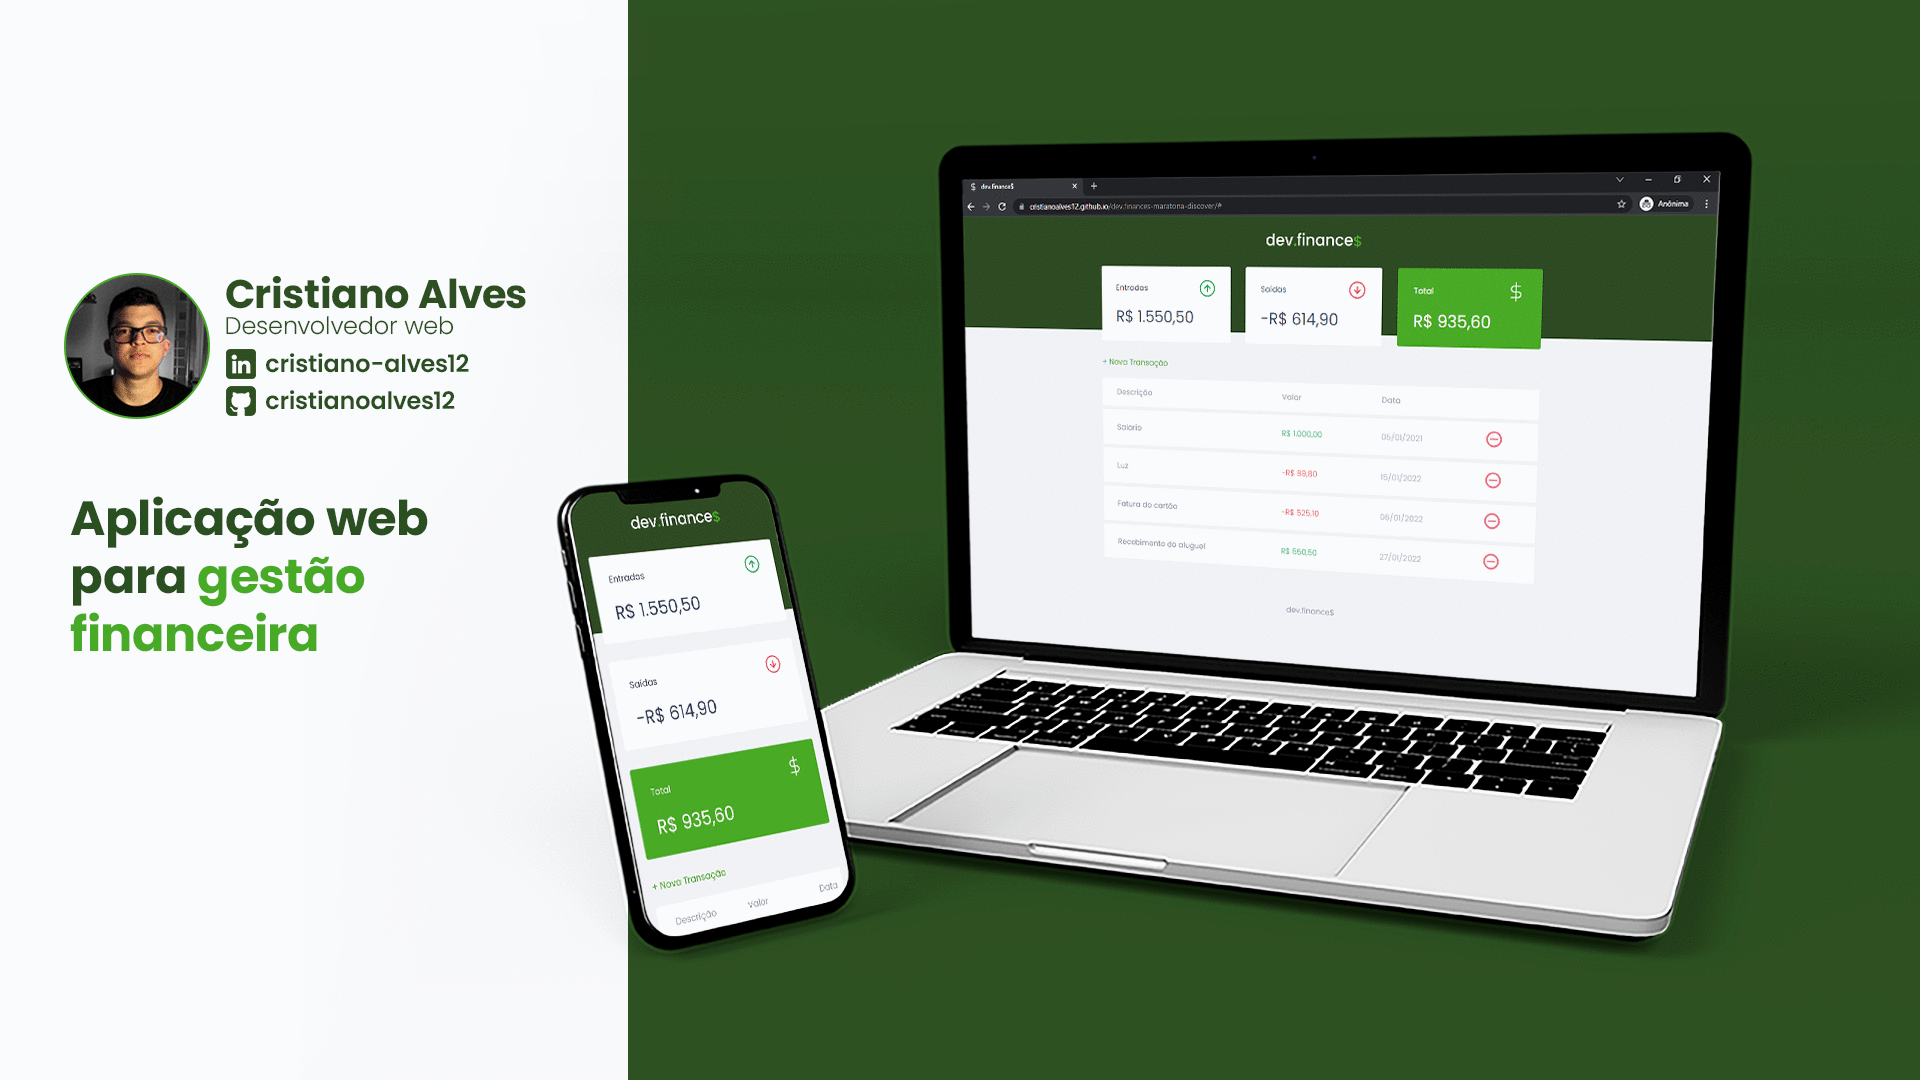 Cristiano Alves
Desenvolvedor web
cristiano-alves12
cristianoalves12
Aplicação web
para gestão
financeira
dev.finance$
Entradas
R$ 1.550,50
Saídas
-R$ 614,90
Total
R$ 935,60
+ Nova Transação
Descrição Valor Data
dev.finance$
cristianoalves12.github.io/dev.finances-maratona-discover/#
Anônima
dev.finance$
Entradas Saídas Total
R$ 1.550,50 -R$ 614,90 R$ 935,60
+ Nova Transação
Descrição Valor Data
Salário R$ 1.000,00 05/01/2021
Luz -R$ 89,80 15/01/2022
Fatura do cartão -R$ 525,10 06/01/2022
Recebimento do aluguel R$ 550,50 27/01/2022
dev.finance$